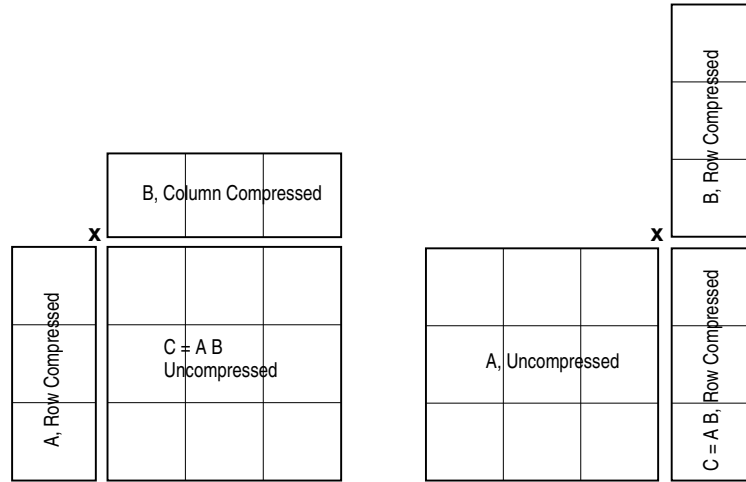 B, Column Compressed
x
A, Row Compressed
C = A B
Uncompressed
B, Row Compressed
x
A, Uncompressed
C = A B, Row Compressed